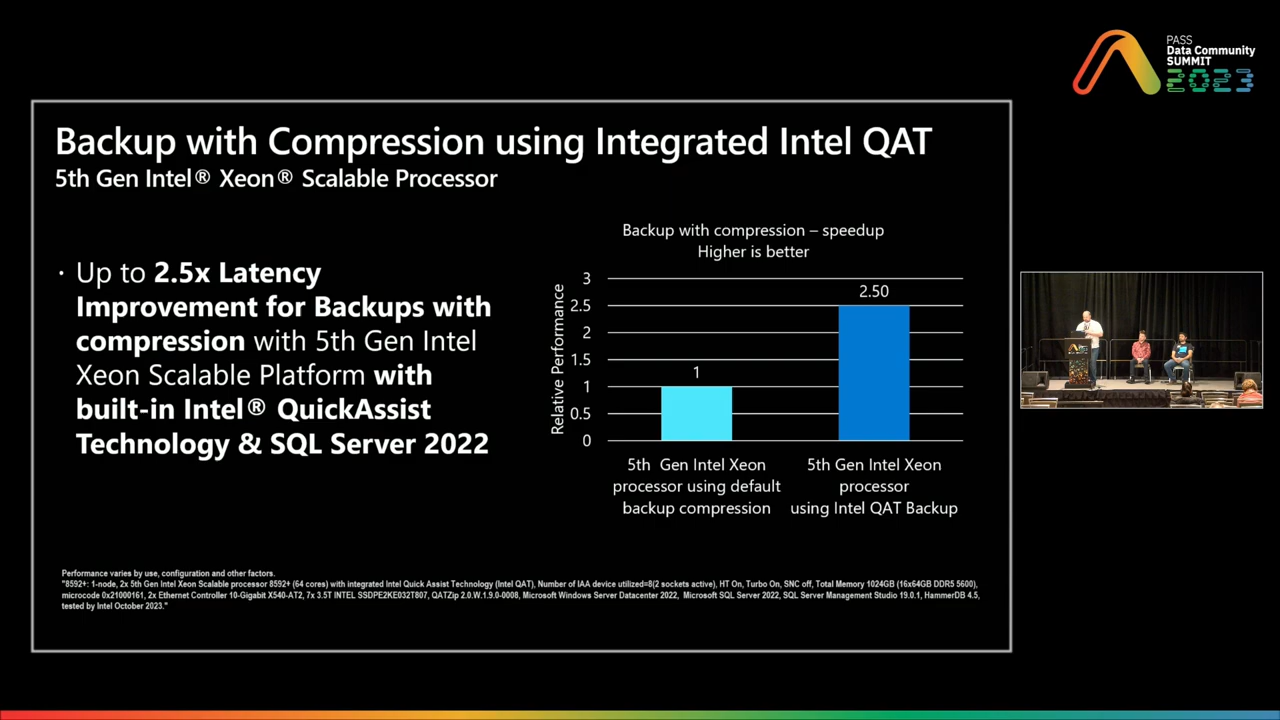 PASS
Data Community
SUMMIT
2023
Backup with Compression using Integrated Intel QAT
5th Gen Intel® Xeon® Scalable Processor
· Up to 2.5x Latency
Improvement for Backups with
compression with 5th Gen Intel
Xeon Scalable Platform with
built-in Intel® QuickAssist
Technology & SQL Server 2022
Backup with compression – speedup
Higher is better
Relative Performance
3
2.5
2
1.5
1
0.5
0
1
2.50
5th Gen Intel Xeon
processor using default
backup compression
5th Gen Intel Xeon
processor
using Intel QAT Backup
Performance varies by use, configuration and other factors.
"8592+: 1-node, 2x 5th Gen Intel Xeon Scalable processor 8592+ (64 cores) with integrated Intel Quick Assist Technology (Intel QAT), Number of IAA device utilized=8(2 sockets active), HT On, Turbo On, SNC off, Total Memory 1024GB (16x64GB DDR5 5600),
microcode 0x21000161, 2x Ethernet Controller 10-Gigabit X540-AT2, 7x 3.5T INTEL SSDPE2KE032T807, QATZip 2.0.W.1.9.0-0008, Microsoft Windows Server Datacenter 2022, Microsoft SQL Server 2022, SQL Server Management Studio 19.0.1, HammerDB 4.5,
tested by Intel October 2023."